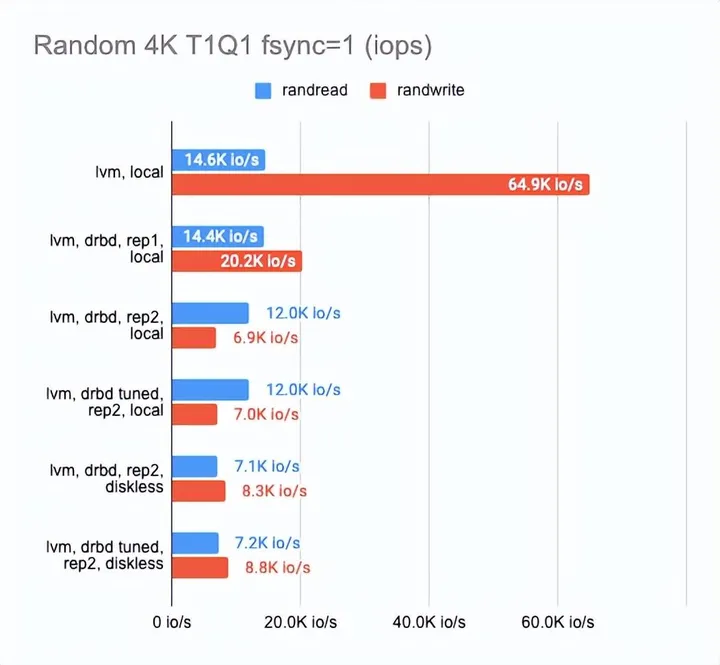 Random 4K T1Q1 fsync=1 (iops)
randread randwrite
lvm, local
14.6K io/s
64.9K io/s
lvm, drbd, rep1,
local
14.4K io/s
20.2K io/s
lvm, drbd, rep2,
local
12.0K io/s
6.9K io/s
lvm, drbd tuned,
rep2, local
12.0K io/s
7.0K io/s
lvm, drbd, rep2,
diskless
7.1K io/s
8.3K io/s
lvm, drbd tuned,
rep2, diskless
7.2K io/s
8.8K io/s
0 io/s 20.0K io/s 40.0K io/s 60.0K io/s